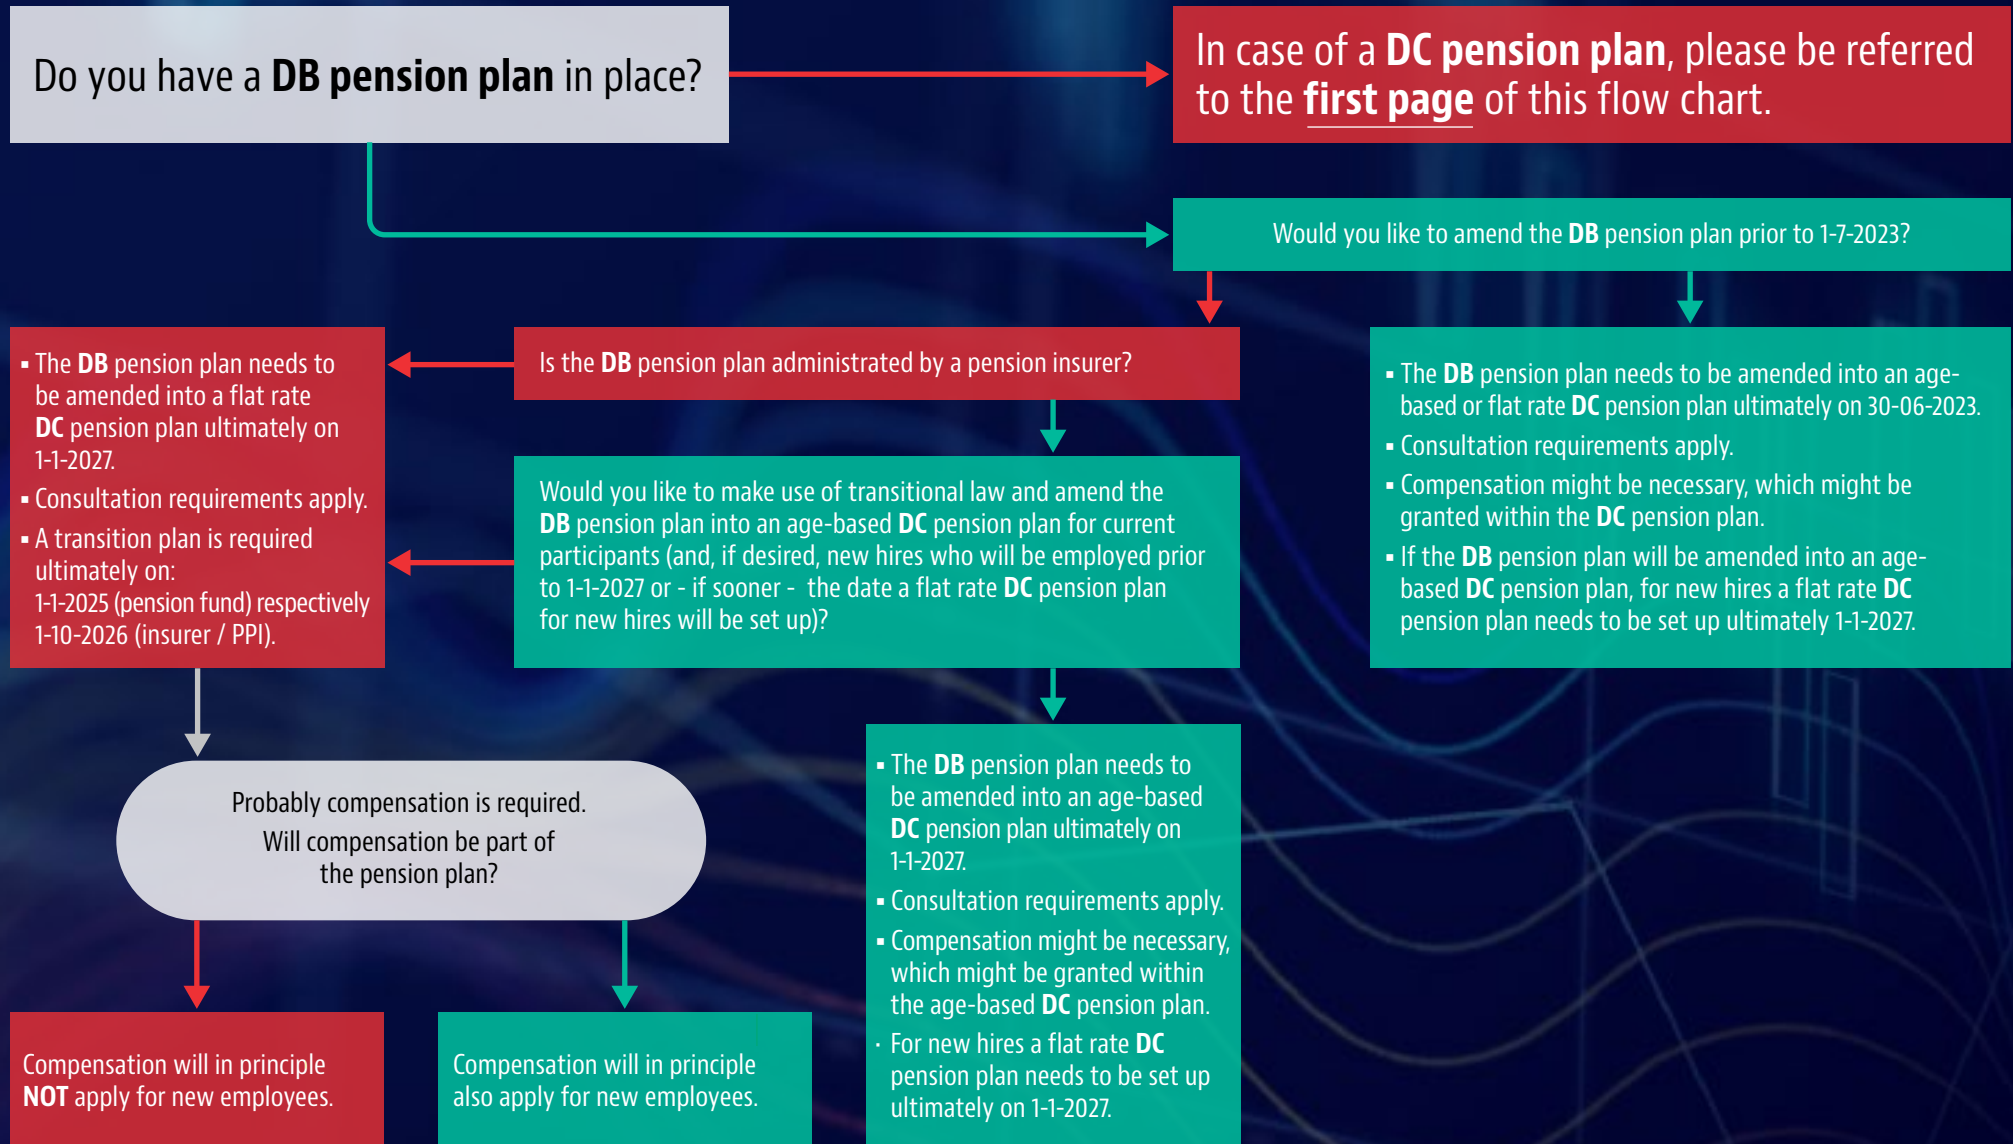 Do you have a DB pension plan in place?
In case of a DC pension plan, please be referred
to the first page of this flow chart.
Would you like to amend the DB pension plan prior to 1-7-2023?
▪ The DB pension plan needs to
be amended into a flat rate
DC pension plan ultimately on
1-1-2027.
▪ Consultation requirements apply.
▪ A transition plan is required
ultimately on:
1-1-2025 (pension fund) respectively
1-10-2026 (insurer / PPI).
Is the DB pension plan administrated by a pension insurer?
Would you like to make use of transitional law and amend the
DB pension plan into an age-based DC pension plan for current
participants (and, if desired, new hires who will be employed prior
to 1-1-2027 or - if sooner - the date a flat rate DC pension plan
for new hires will be set up)?
▪ The DB pension plan needs to be amended into an age-
based or flat rate DC pension plan ultimately on 30-06-2023.
▪ Consultation requirements apply.
▪ Compensation might be necessary, which might be
granted within the DC pension plan.
▪ If the DB pension plan will be amended into an age-
based DC pension plan, for new hires a flat rate DC
pension plan needs to be set up ultimately 1-1-2027.
Probably compensation is required.
Will compensation be part of
the pension plan?
▪ The DB pension plan needs to
be amended into an age-based
DC pension plan ultimately on
1-1-2027.
▪ Consultation requirements apply.
▪ Compensation might be necessary,
which might be granted within
the age-based DC pension plan.
· For new hires a flat rate DC
pension plan needs to be set up
ultimately on 1-1-2027.
Compensation will in principle
NOT apply for new employees.
Compensation will in principle
also apply for new employees.